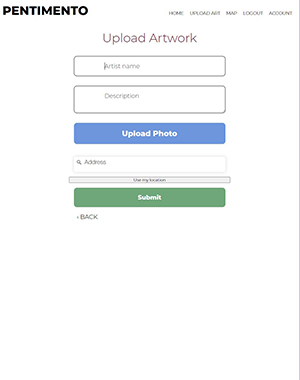 PENTIMENTO
HOME UPLOAD ART MAP LOGOUT ACCOUNT
Upload Artwork
Artist name
Description
Upload Photo
Address
Use my location
Submit
‹ BACK